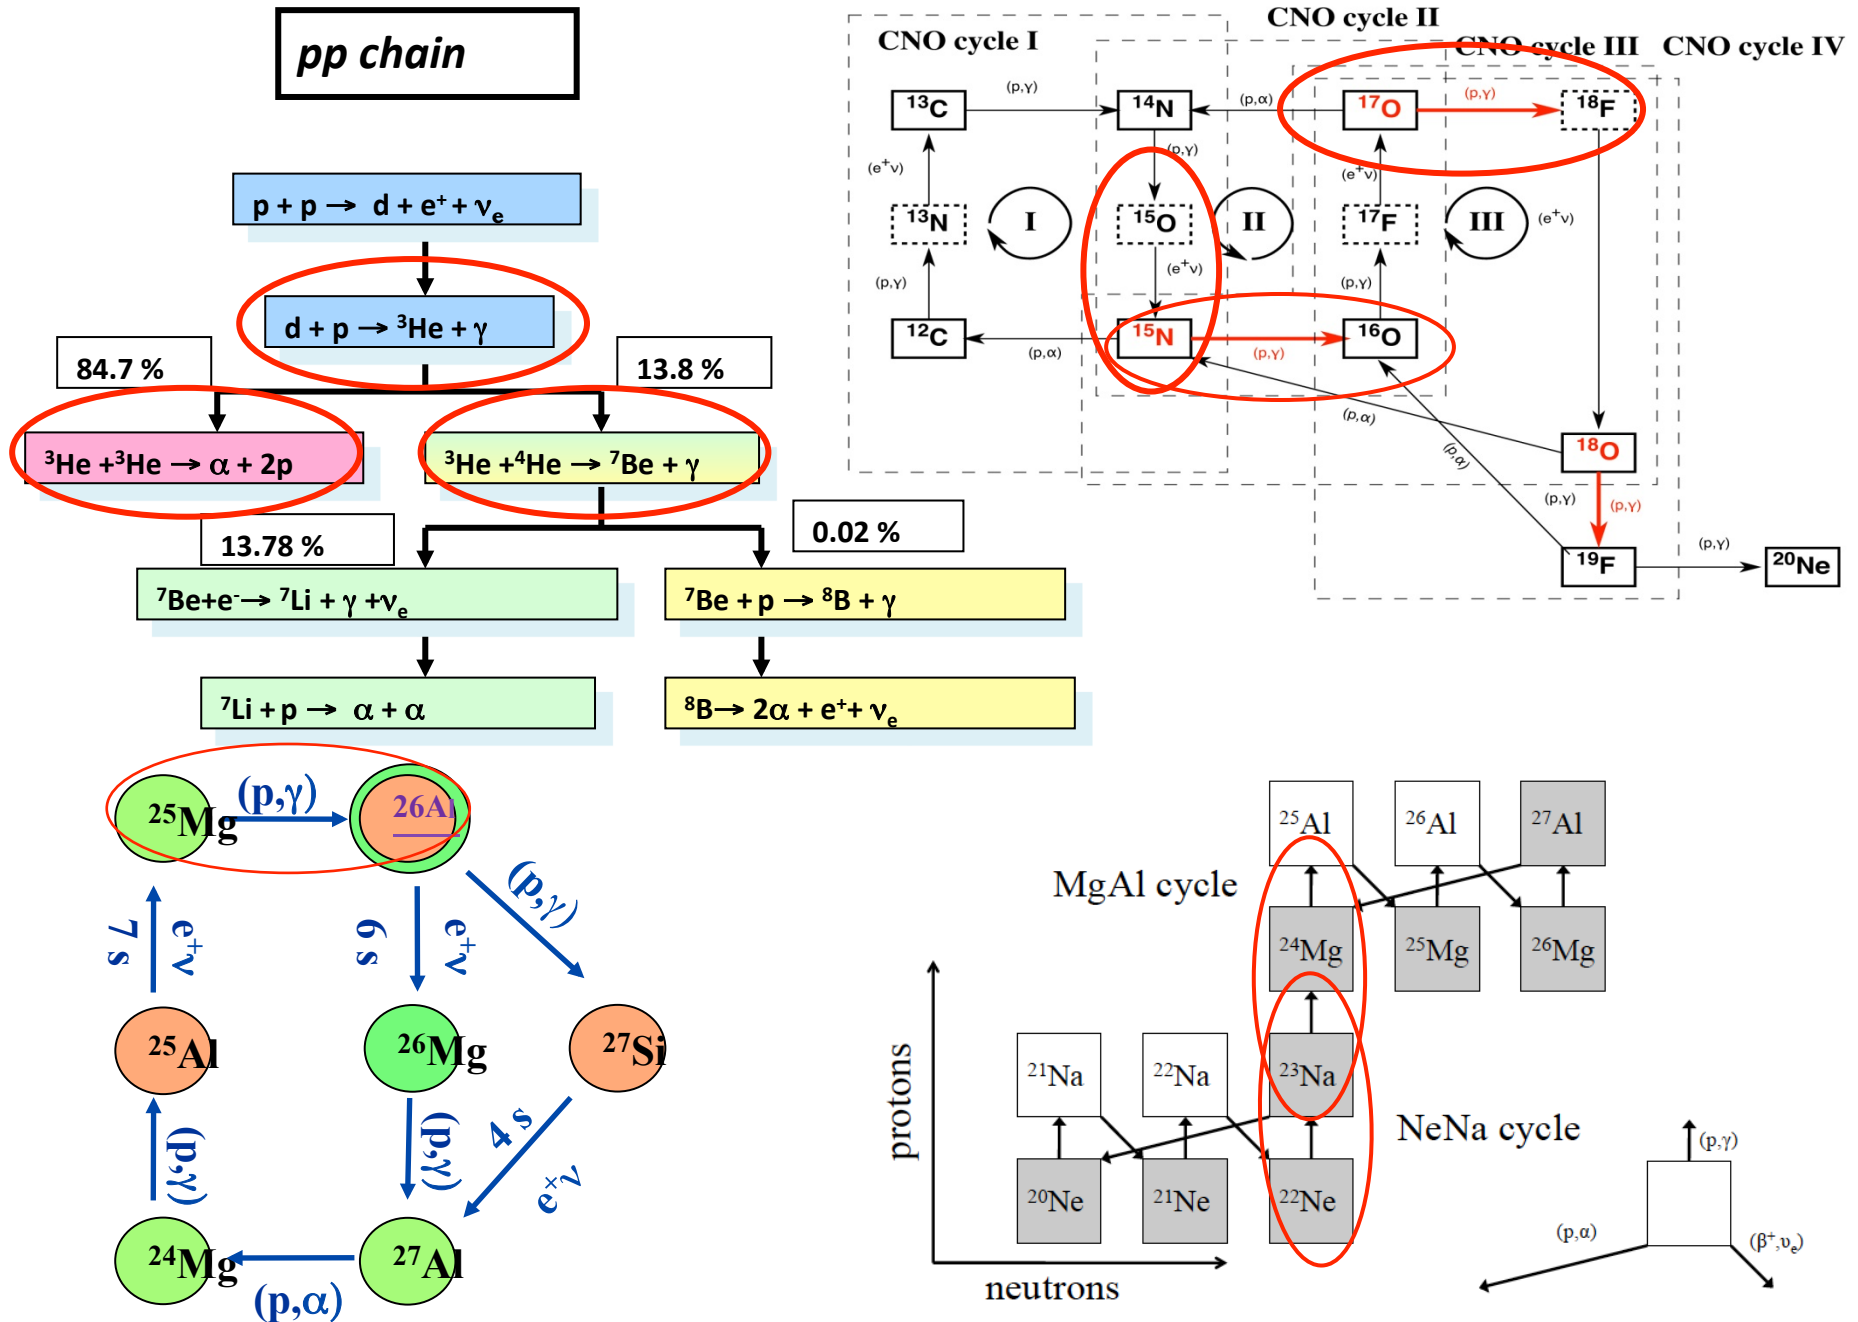 pp chain
p + p → d + e⁺ + νₑ
d + p → ³He + γ
84.7 %
13.8 %
³He +³He → α + 2p
³He +⁴He → ⁷Be + γ
13.78 %
0.02 %
⁷Be+e⁻→ ⁷Li + γ +νₑ
⁷Be + p → ⁸B + γ
⁷Li + p → α + α
⁸B→ 2α + e⁺+ νₑ
CNO cycle I
CNO cycle II
CNO cycle III
CNO cycle IV
¹³C
(p,γ)
¹⁴N
(p,α)
¹⁷O
(p,γ)
¹⁸F
(e⁺ν)
(p,γ)
(e⁺ν)
¹³N
I
¹⁵O
II
¹⁷F
III
(e⁺ν)
(p,γ)
(e⁺ν)
(p,γ)
¹²C
(p,α)
¹⁵N
(p,γ)
¹⁶O
(p,α)
(p,α)
¹⁸O
(p,γ)
(p,γ)
¹⁹F
(p,γ)
²⁰Ne
²⁵Mg
(p,γ)
²⁶Al
(p,γ)
e⁺ν
7 s
e⁺ν
6 s
²⁵Al
²⁶Mg
²⁷Si
(p,γ)
(p,γ)
4 s
e⁺ν
²⁴Mg
(p,α)
²⁷Al
²⁵Al
²⁶Al
²⁷Al
MgAl cycle
²⁴Mg
²⁵Mg
²⁶Mg
protons
²¹Na
²²Na
²³Na
NeNa cycle
²⁰Ne
²¹Ne
²²Ne
neutrons
(p,γ)
(p,α)
(β⁺,υₑ)